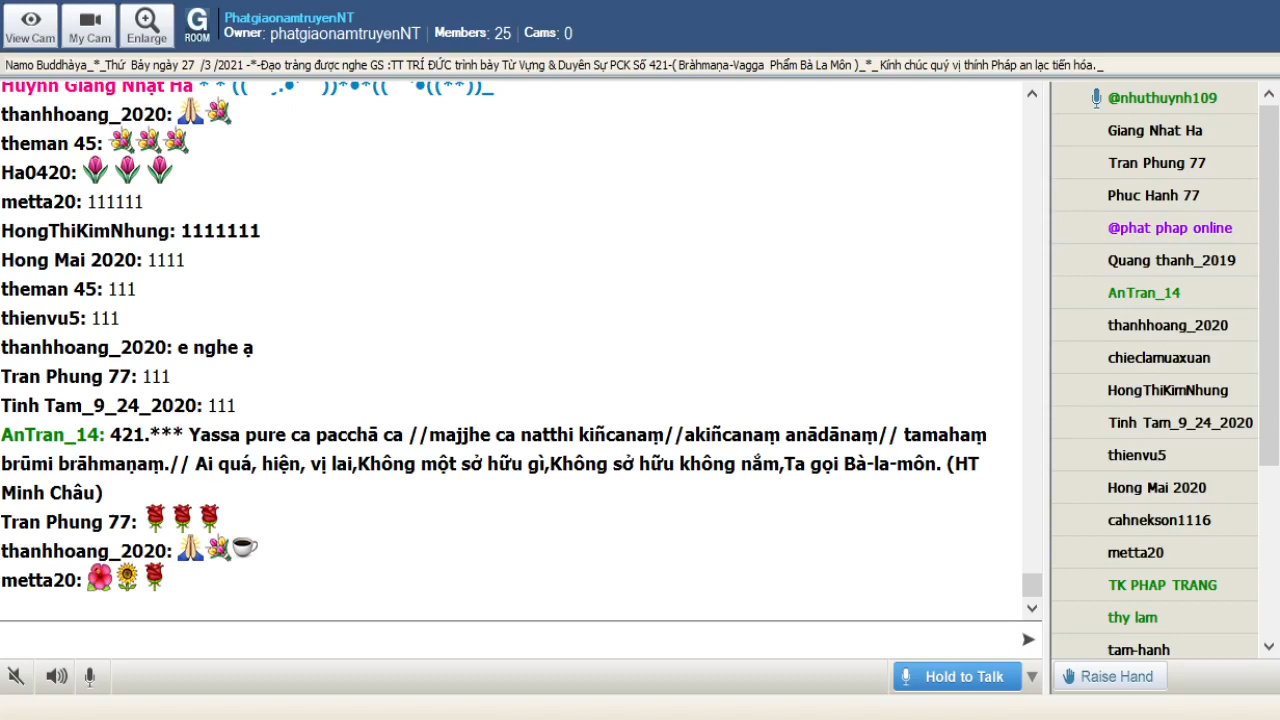 View Cam
My Cam
Enlarge
G
ROOM
PhatgiaonamtruyenNT
Owner: phatgiaonamtruyenNT | Members: 25 | Cams: 0
Namo Buddhàya_*_Thứ Bảy ngày 27 /3 /2021 -*-Đạo tràng được nghe GS :TT TRÍ ĐỨC trình bày Từ Vựng & Duyên Sự PCK Số 421-( Bràhmaṇa-Vagga Phẩm Bà La Môn )_*_ Kính chúc quý vị thính Pháp an lạc tiến hóa._
Huynh Giang Nhat Ha
thanhhoang_2020:
theman 45:
Ha0420:
metta20: 111111
HongThiKimNhung: 1111111
Hong Mai 2020: 1111
theman 45: 111
thienvu5: 111
thanhhoang_2020: e nghe ạ
Tran Phung 77: 111
Tinh Tam_9_24_2020: 111
AnTran_14: 421.*** Yassa pure ca pacchā ca //majjhe ca natthi kiñcanaṃ//akiñcanaṃ anādānaṃ// tamahaṃ
brūmi brāhmaṇaṃ.// Ai quá, hiện, vị lai,Không một sở hữu gì,Không sở hữu không nắm,Ta gọi Bà-la-môn. (HT
Minh Châu)
Tran Phung 77:
thanhhoang_2020:
metta20:
Hold to Talk
@nhuthuynh109
Giang Nhat Ha
Tran Phung 77
Phuc Hanh 77
@phat phap online
Quang thanh_2019
AnTran_14
thanhhoang_2020
chieclamuaxuan
HongThiKimNhung
Tinh Tam_9_24_2020
thienvu5
Hong Mai 2020
cahnekson1116
metta20
TK PHAP TRANG
thy lam
tam-hanh
Raise Hand